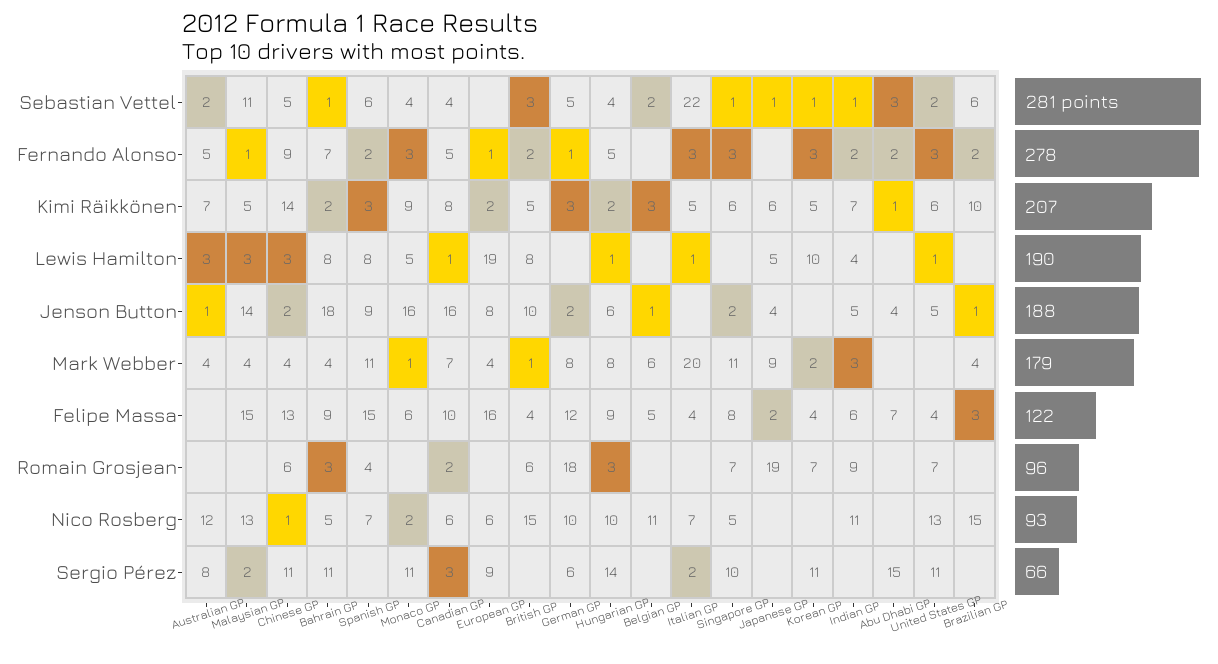 2012 Formula 1 Race Results
Top 10 drivers with most points.
Sebastian Vettel 2 11 5 1 6 4 4 3 5 4 2 22 1 1 1 1 3 2 6 281 points
Fernando Alonso 5 1 9 7 2 3 5 1 2 1 5 3 3 3 2 2 3 2 278
Kimi Räikkönen 7 5 14 2 3 9 8 2 5 3 2 3 5 6 6 5 7 1 6 10 207
Lewis Hamilton 3 3 3 8 8 5 1 19 8 1 1 5 10 4 1 190
Jenson Button 1 14 2 18 9 16 16 8 10 2 6 1 2 4 5 4 5 1 188
Mark Webber 4 4 4 4 11 1 7 4 1 8 8 6 20 11 9 2 3 4 179
Felipe Massa 15 13 9 15 6 10 16 4 12 9 5 4 8 2 4 6 7 4 3 122
Romain Grosjean 6 3 4 2 6 18 3 7 19 7 9 7 96
Nico Rosberg 12 13 1 5 7 2 6 6 15 10 10 11 7 5 11 13 15 93
Sergio Pérez 8 2 11 11 11 3 9 6 14 2 10 11 15 11 66
Australian GP Malaysian GP Chinese GP Bahrain GP Spanish GP Monaco GP Canadian GP European GP British GP German GP Hungarian GP Belgian GP Italian GP Singapore GP Japanese GP Korean GP Indian GP Abu Dhabi GP United States GP Brazilian GP